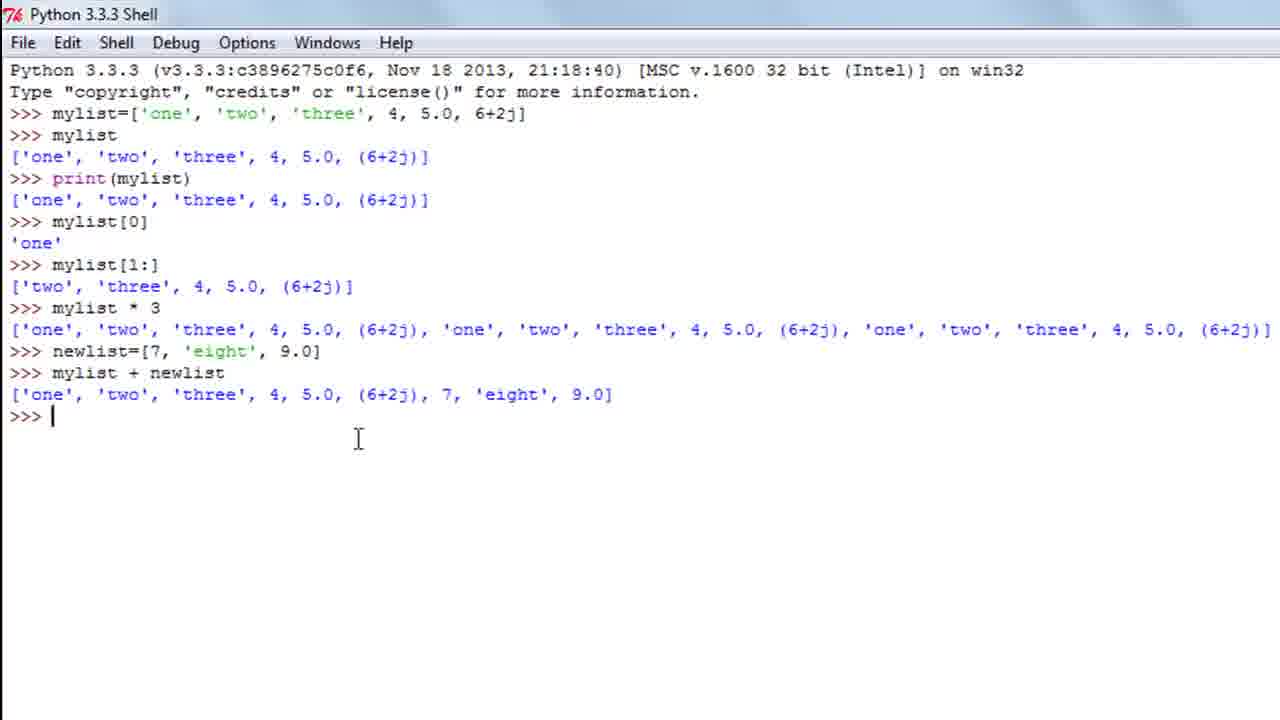 Python 3.3.3 Shell
File Edit Shell Debug Options Windows Help
Python 3.3.3 (v3.3.3:c3896275c0f6, Nov 18 2013, 21:18:40) [MSC v.1600 32 bit (Intel)] on win32
Type "copyright", "credits" or "license()" for more information.
>>> mylist=['one', 'two', 'three', 4, 5.0, 6+2j]
>>> mylist
['one', 'two', 'three', 4, 5.0, (6+2j)]
>>> print(mylist)
['one', 'two', 'three', 4, 5.0, (6+2j)]
>>> mylist[0]
'one'
>>> mylist[1:]
['two', 'three', 4, 5.0, (6+2j)]
>>> mylist * 3
['one', 'two', 'three', 4, 5.0, (6+2j), 'one', 'two', 'three', 4, 5.0, (6+2j), 'one', 'two', 'three', 4, 5.0, (6+2j)]
>>> newlist=[7, 'eight', 9.0]
>>> mylist + newlist
['one', 'two', 'three', 4, 5.0, (6+2j), 7, 'eight', 9.0]
>>>